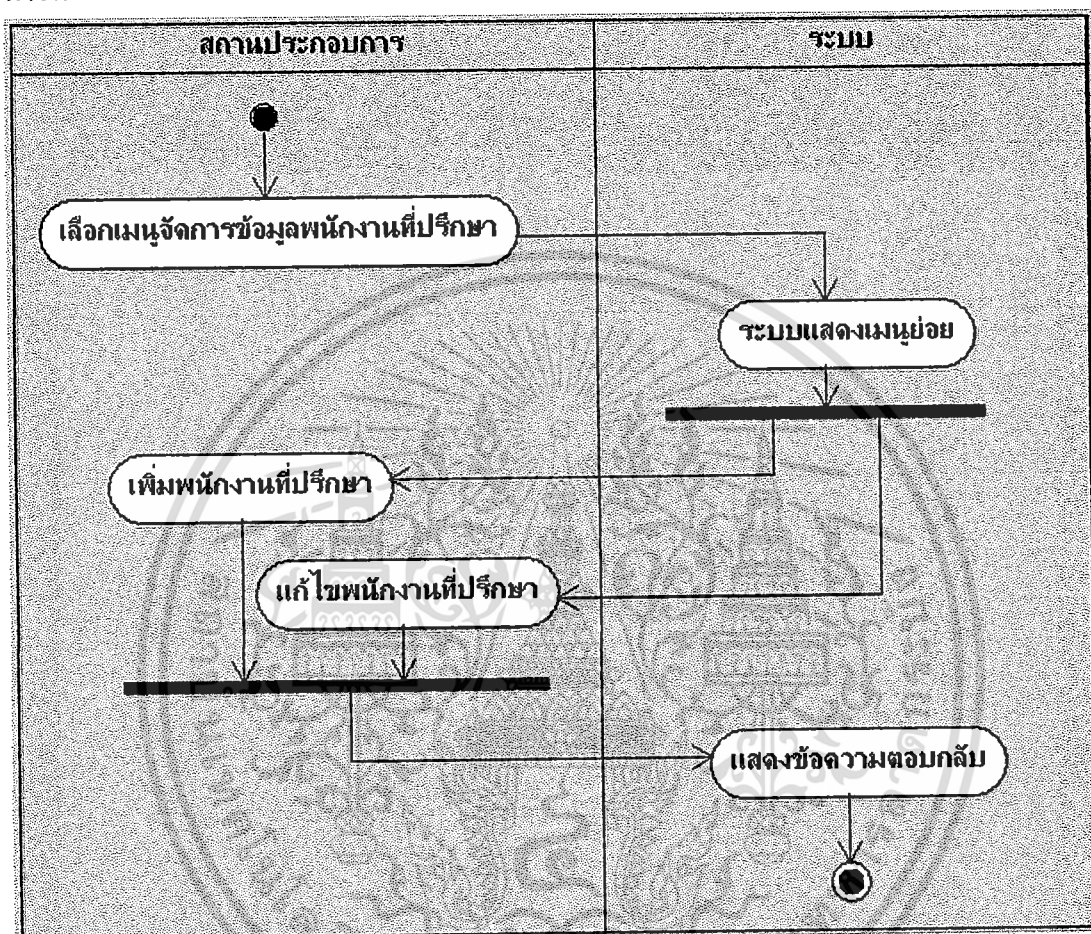 สถานประกอบการ
ระบบ
เลือกเมนูจัดการข้อมูลพนักงานที่ปรึกษา
ระบบแสดงเมนูย่อย
เพิ่มพนักงานที่ปรึกษา
แก้ไขพนักงานที่ปรึกษา
แสดงข้อความตอบกลับ